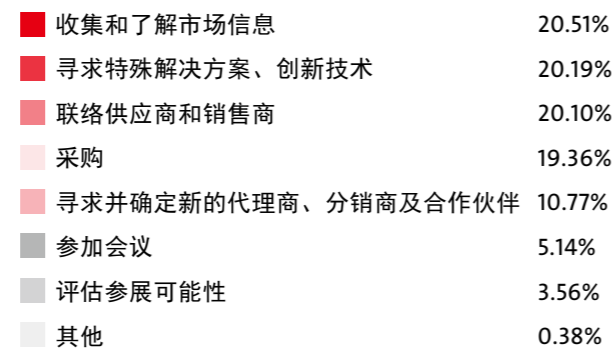 收集和了解市场信息 20.51%
寻求特殊解决方案、创新技术 20.19%
联络供应商和销售商 20.10%
采购 19.36%
寻求并确定新的代理商、分销商及合作伙伴 10.77%
参加会议 5.14%
评估参展可能性 3.56%
其他 0.38%